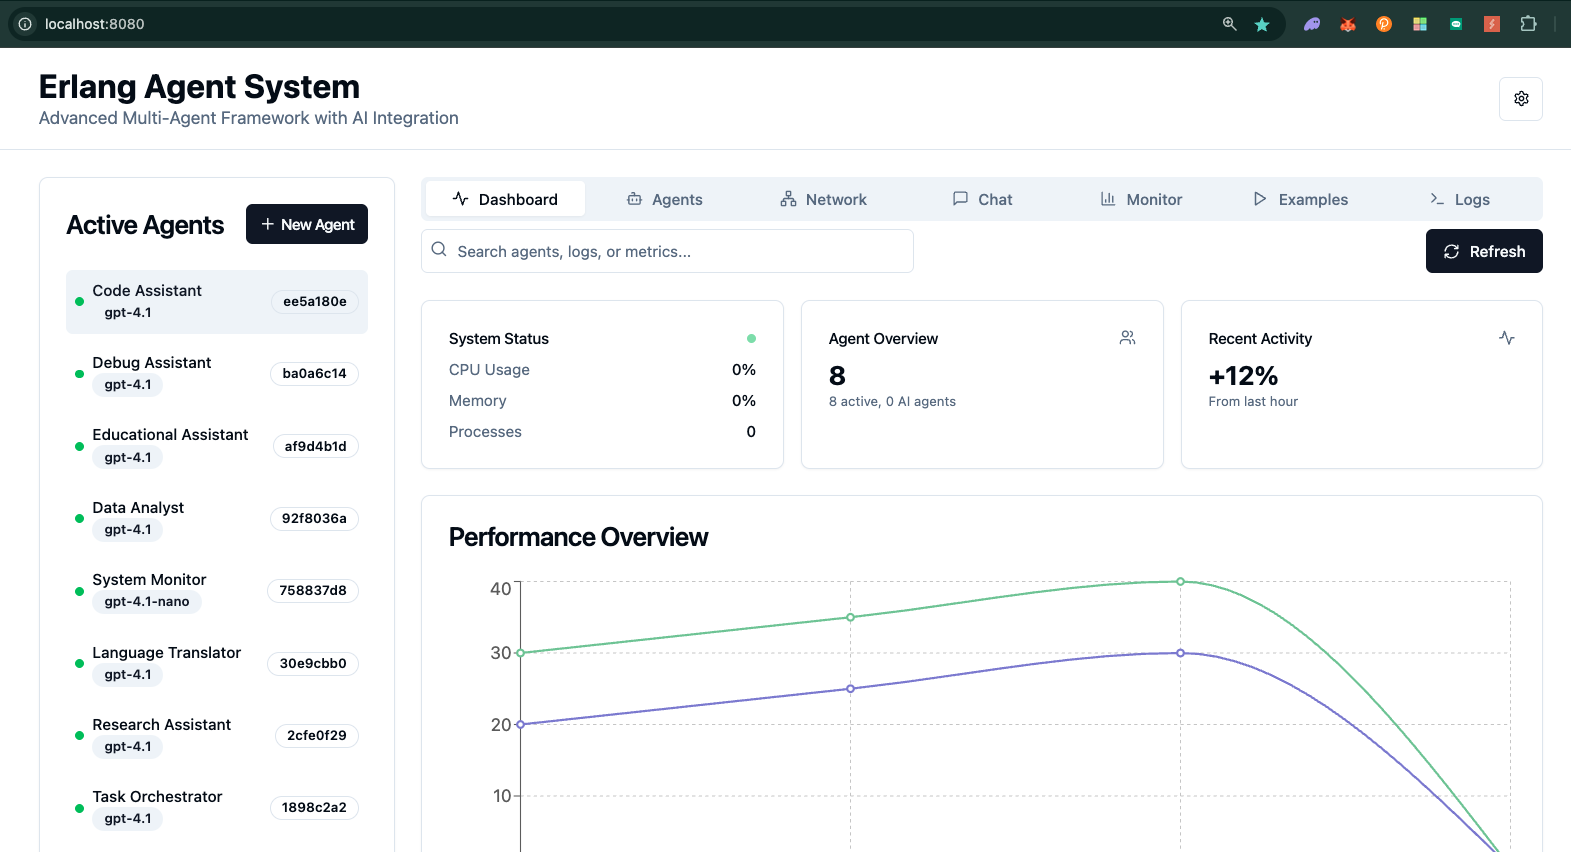 localhost:8080
Erlang Agent System
Advanced Multi-Agent Framework with AI Integration
Active Agents
New Agent
Code Assistant
gpt-4.1
ee5a180e
Debug Assistant
gpt-4.1
ba0a6c14
Educational Assistant
gpt-4.1
af9d4b1d
Data Analyst
gpt-4.1
92f8036a
System Monitor
gpt-4.1-nano
758837d8
Language Translator
gpt-4.1
30e9cbb0
Research Assistant
gpt-4.1
2cfe0f29
Task Orchestrator
gpt-4.1
1898c2a2
Dashboard
Agents
Network
Chat
Monitor
Examples
Logs
Search agents, logs, or metrics...
Refresh
System Status
CPU Usage 0%
Memory 0%
Processes 0
Agent Overview
8
8 active, 0 AI agents
Recent Activity
+12%
From last hour
Performance Overview
40
30
20
10